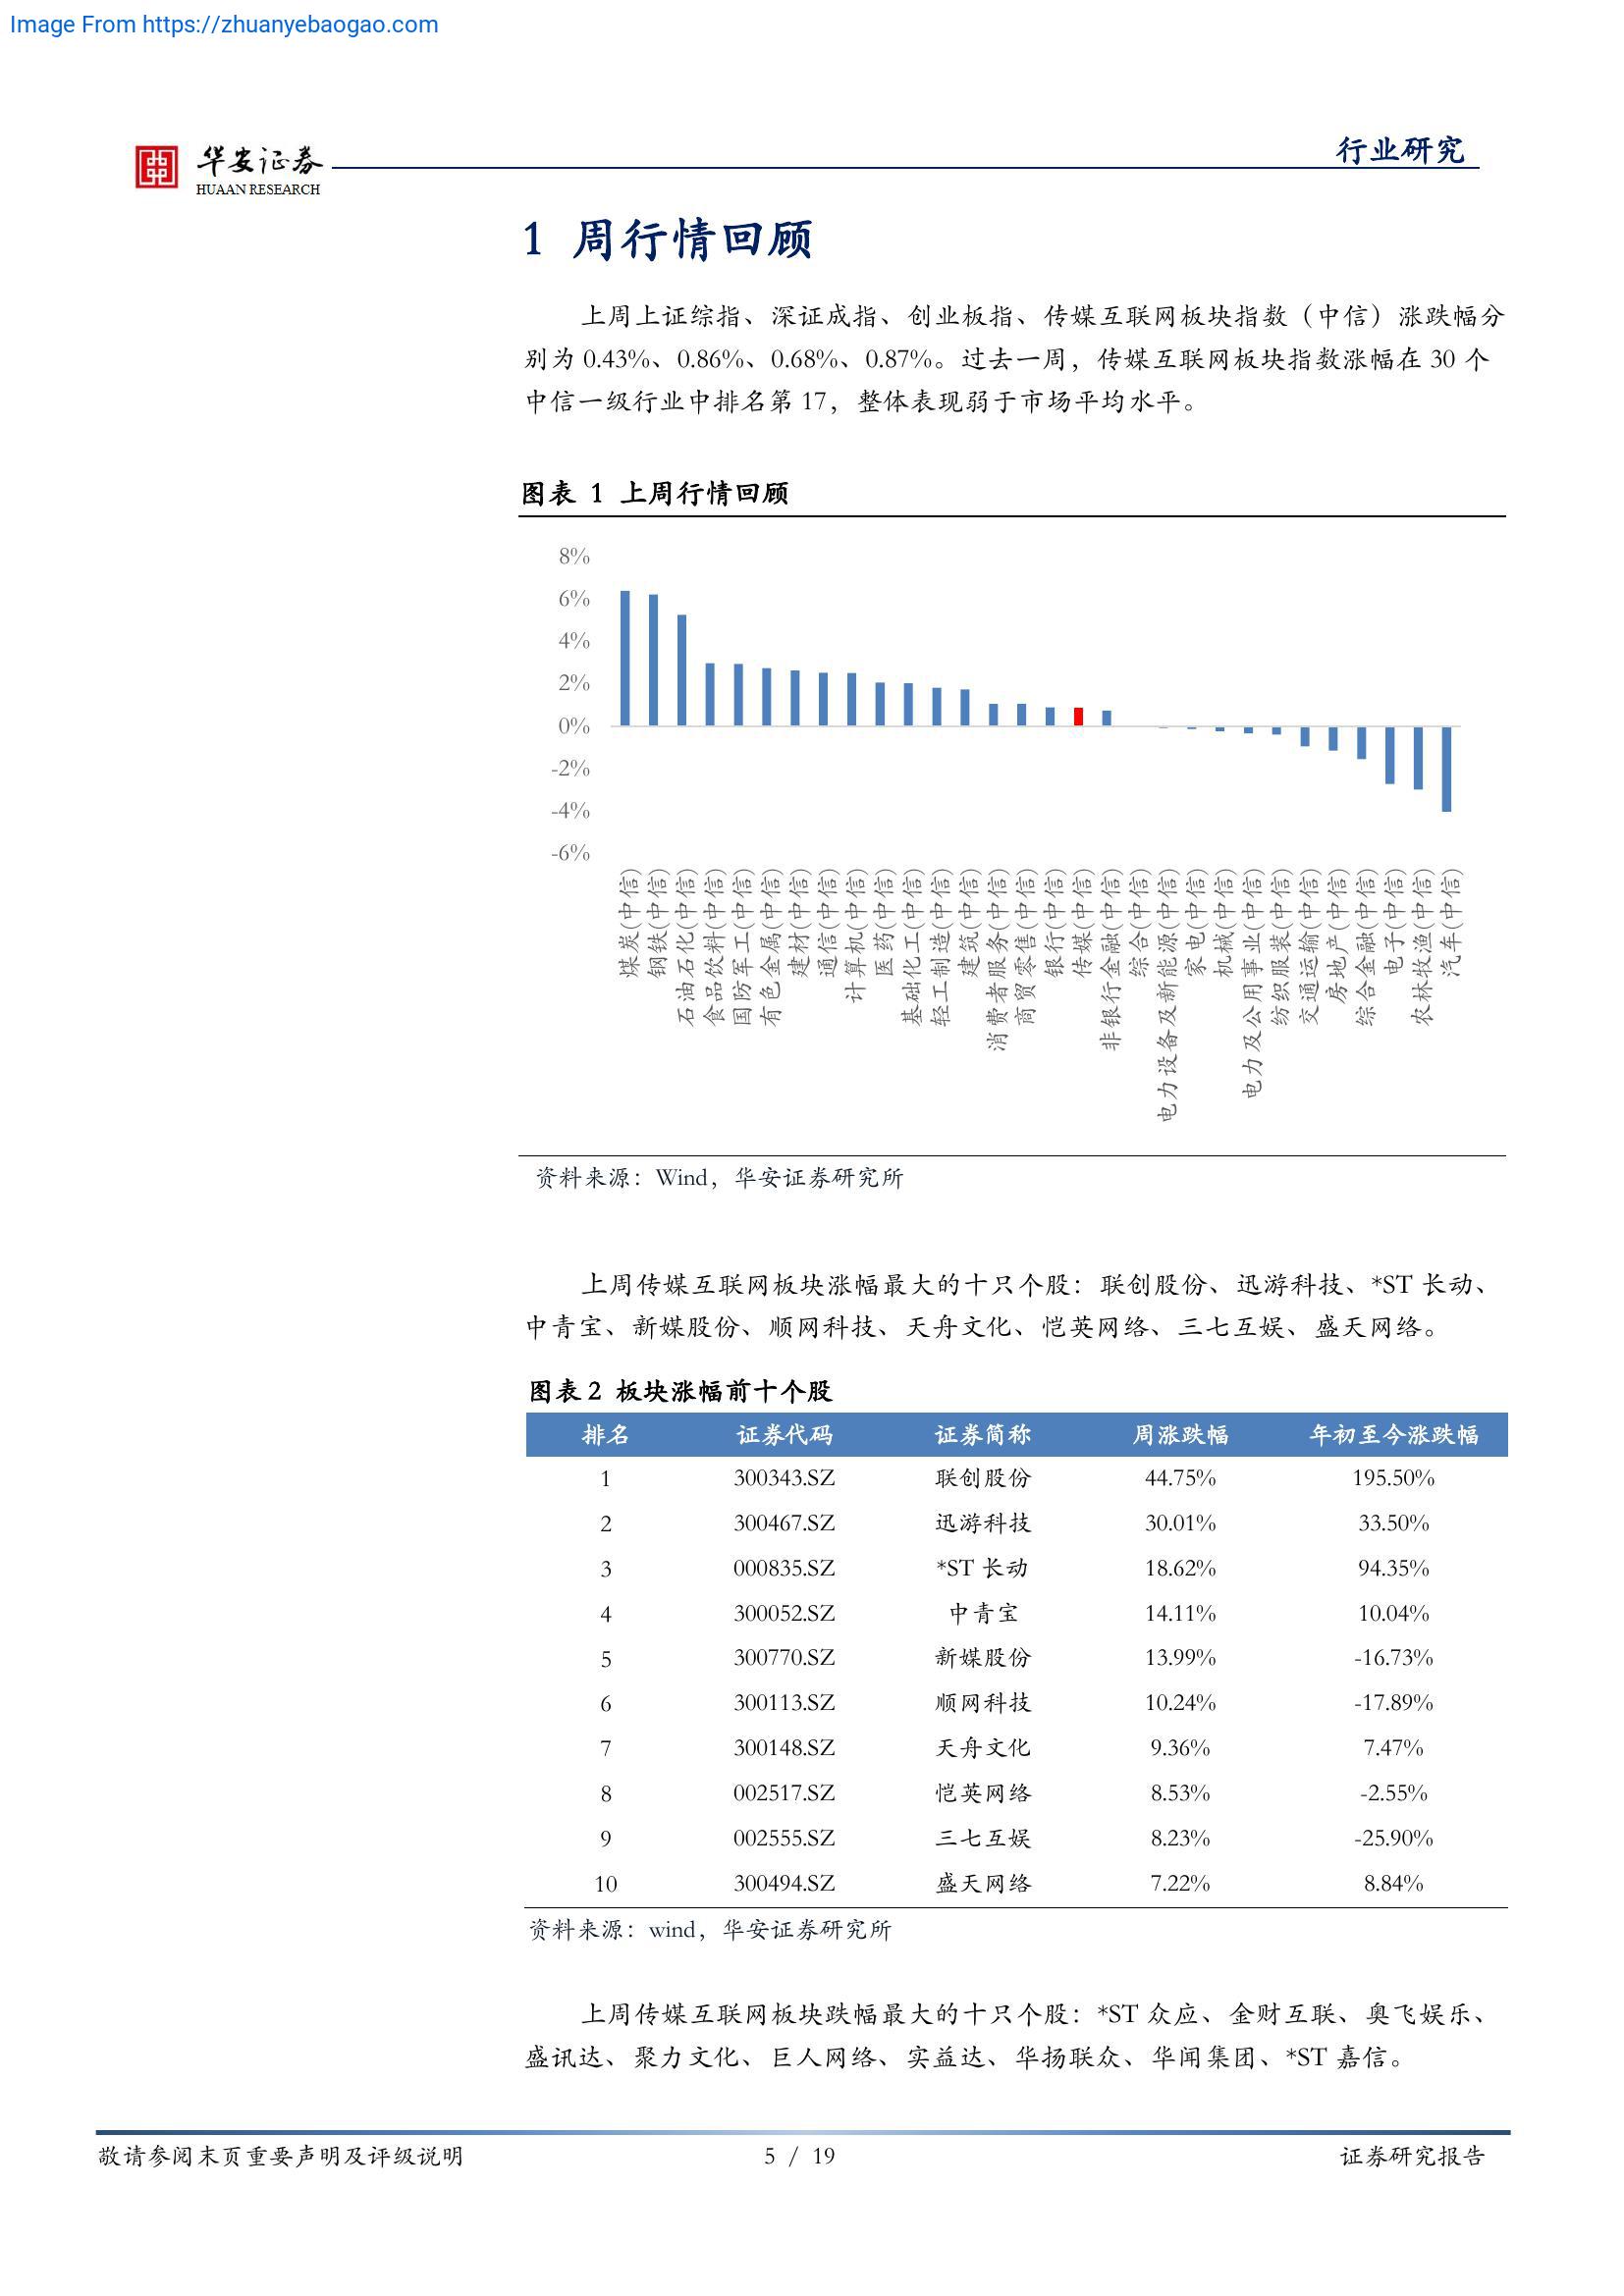 Image From https://zhuanyebaogao.com
华安证券
HUAAN RESEARCH
行业研究
1 周行情回顾
上周上证综指、深证成指、创业板指、传媒互联网板块指数（中信）涨跌幅分
别为 0.43%、0.86%、0.68%、0.87%。过去一周，传媒互联网板块指数涨幅在 30 个
中信一级行业中排名第 17，整体表现弱于市场平均水平。
图表 1 上周行情回顾
8%
6%
4%
2%
0%
-2%
-4%
-6%
煤炭(中信)
钢铁(中信)
石油石化(中信)
食品饮料(中信)
国防军工(中信)
有色金属(中信)
建材(中信)
通信(中信)
计算机(中信)
医药(中信)
基础化工(中信)
轻工制造(中信)
建筑(中信)
消费者服务(中信)
商贸零售(中信)
银行(中信)
传媒(中信)
非银行金融(中信)
综合(中信)
电力设备及新能源(中信)
家电(中信)
机械(中信)
电力及公用事业(中信)
纺织服装(中信)
交通运输(中信)
房地产(中信)
综合金融(中信)
电子(中信)
农林牧渔(中信)
汽车(中信)
资料来源：Wind，华安证券研究所
上周传媒互联网板块涨幅最大的十只个股：联创股份、迅游科技、*ST 长动、
中青宝、新媒股份、顺网科技、天舟文化、恺英网络、三七互娱、盛天网络。
图表 2 板块涨幅前十个股
排名 证券代码 证券简称 周涨跌幅 年初至今涨跌幅
1 300343.SZ 联创股份 44.75% 195.50%
2 300467.SZ 迅游科技 30.01% 33.50%
3 000835.SZ *ST 长动 18.62% 94.35%
4 300052.SZ 中青宝 14.11% 10.04%
5 300770.SZ 新媒股份 13.99% -16.73%
6 300113.SZ 顺网科技 10.24% -17.89%
7 300148.SZ 天舟文化 9.36% 7.47%
8 002517.SZ 恺英网络 8.53% -2.55%
9 002555.SZ 三七互娱 8.23% -25.90%
10 300494.SZ 盛天网络 7.22% 8.84%
资料来源：wind，华安证券研究所
上周传媒互联网板块跌幅最大的十只个股：*ST 众应、金财互联、奥飞娱乐、
盛讯达、聚力文化、巨人网络、实益达、华扬联众、华闻集团、*ST 嘉信。
敬请参阅末页重要声明及评级说明 5 / 19 证券研究报告